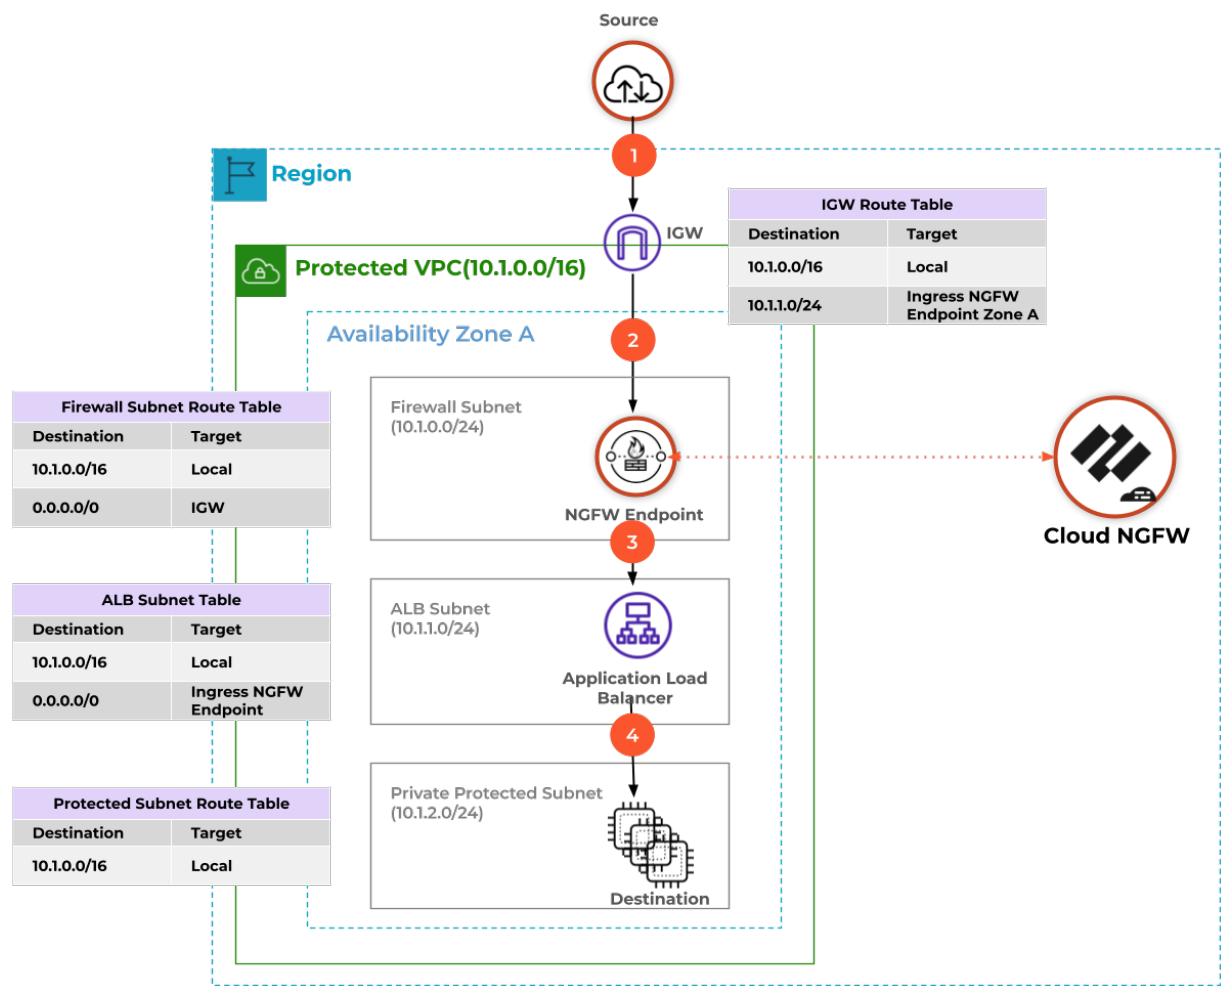 Source
1
Region
IGW
IGW Route Table
Destination Target
10.1.0.0/16 Local
10.1.1.0/24 Ingress NGFW
Endpoint Zone A
Protected VPC(10.1.0.0/16)
Availability Zone A
2
Firewall Subnet
(10.1.0.0/24)
NGFW Endpoint
Cloud NGFW
Firewall Subnet Route Table
Destination Target
10.1.0.0/16 Local
0.0.0.0/0 IGW
3
ALB Subnet
(10.1.1.0/24)
Application Load
Balancer
ALB Subnet Table
Destination Target
10.1.0.0/16 Local
0.0.0.0/0 Ingress NGFW
Endpoint
4
Private Protected Subnet
(10.1.2.0/24)
Destination
Protected Subnet Route Table
Destination Target
10.1.0.0/16 Local